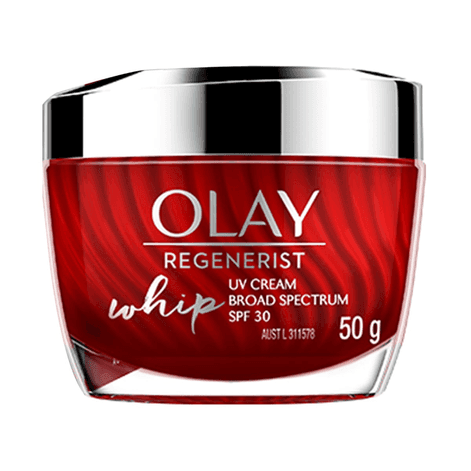 OLAY
REGENERIST
whip
UV CREAM
BROAD SPECTRUM
SPF 30
AUST L 311578
50 g